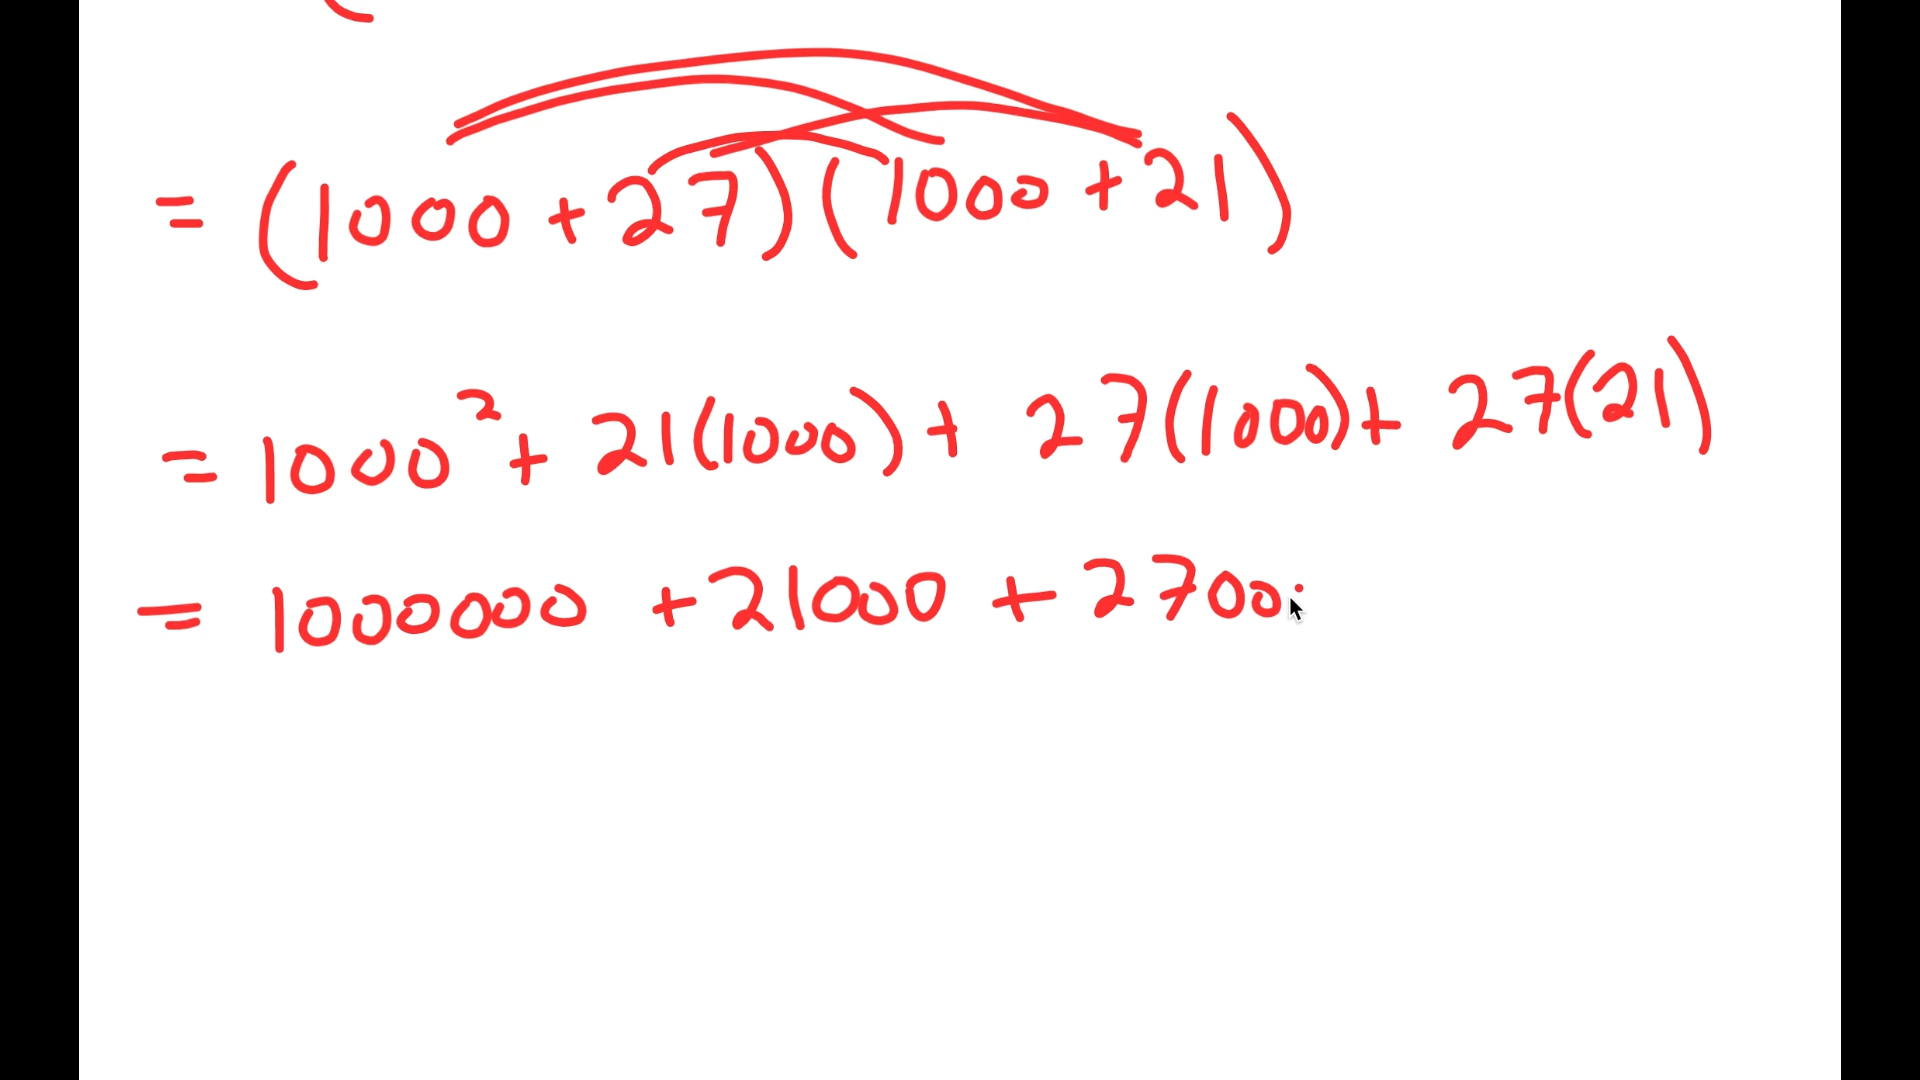 = (1000 + 27)(1000 + 21)
= 1000² + 21(1000) + 27(1000) + 27(21)
= 1000000 + 21000 + 2700